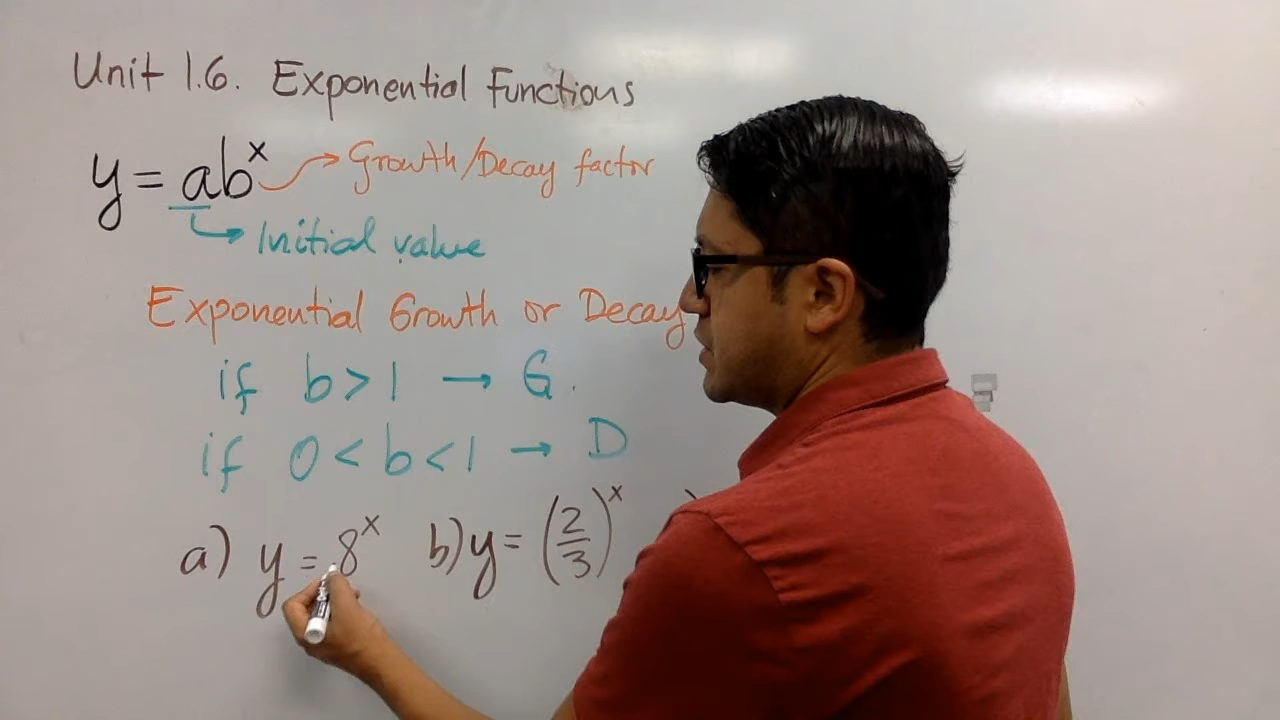 Unit 1.6. Exponential Functions
y = ab^x → Growth/Decay factor
→ Initial value
Exponential Growth or Decay
if b > 1 → G.
if 0 < b < 1 → D
a) y = 8^x b) y = (2/3)^x )